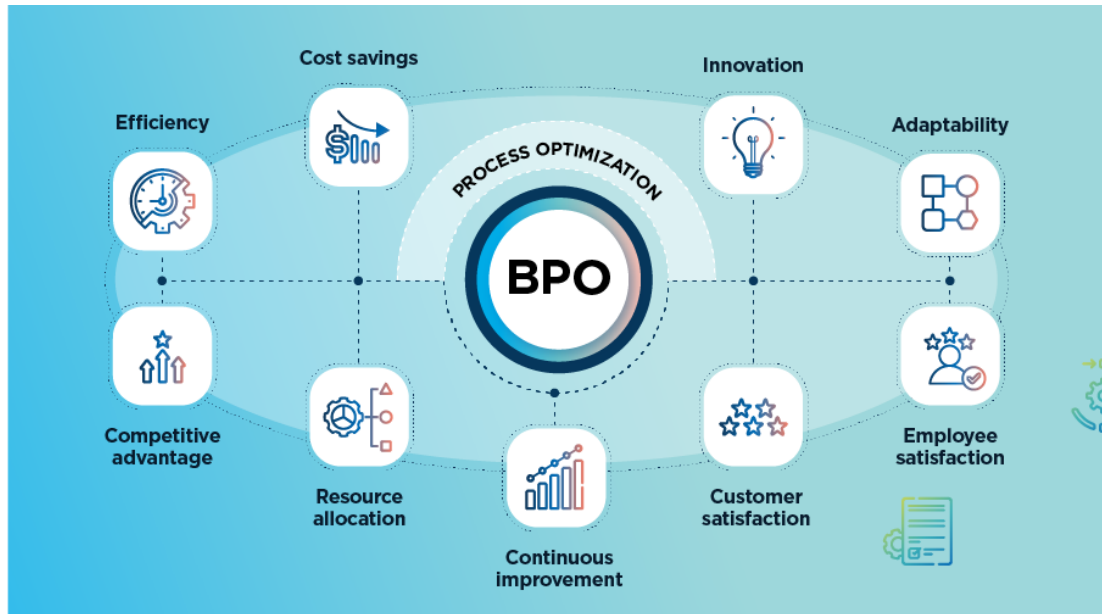 Cost savings
Innovation
Efficiency
Adaptability
PROCESS OPTIMIZATION
BPO
Competitive
advantage
Employee
satisfaction
Resource
allocation
Customer
satisfaction
Continuous
improvement